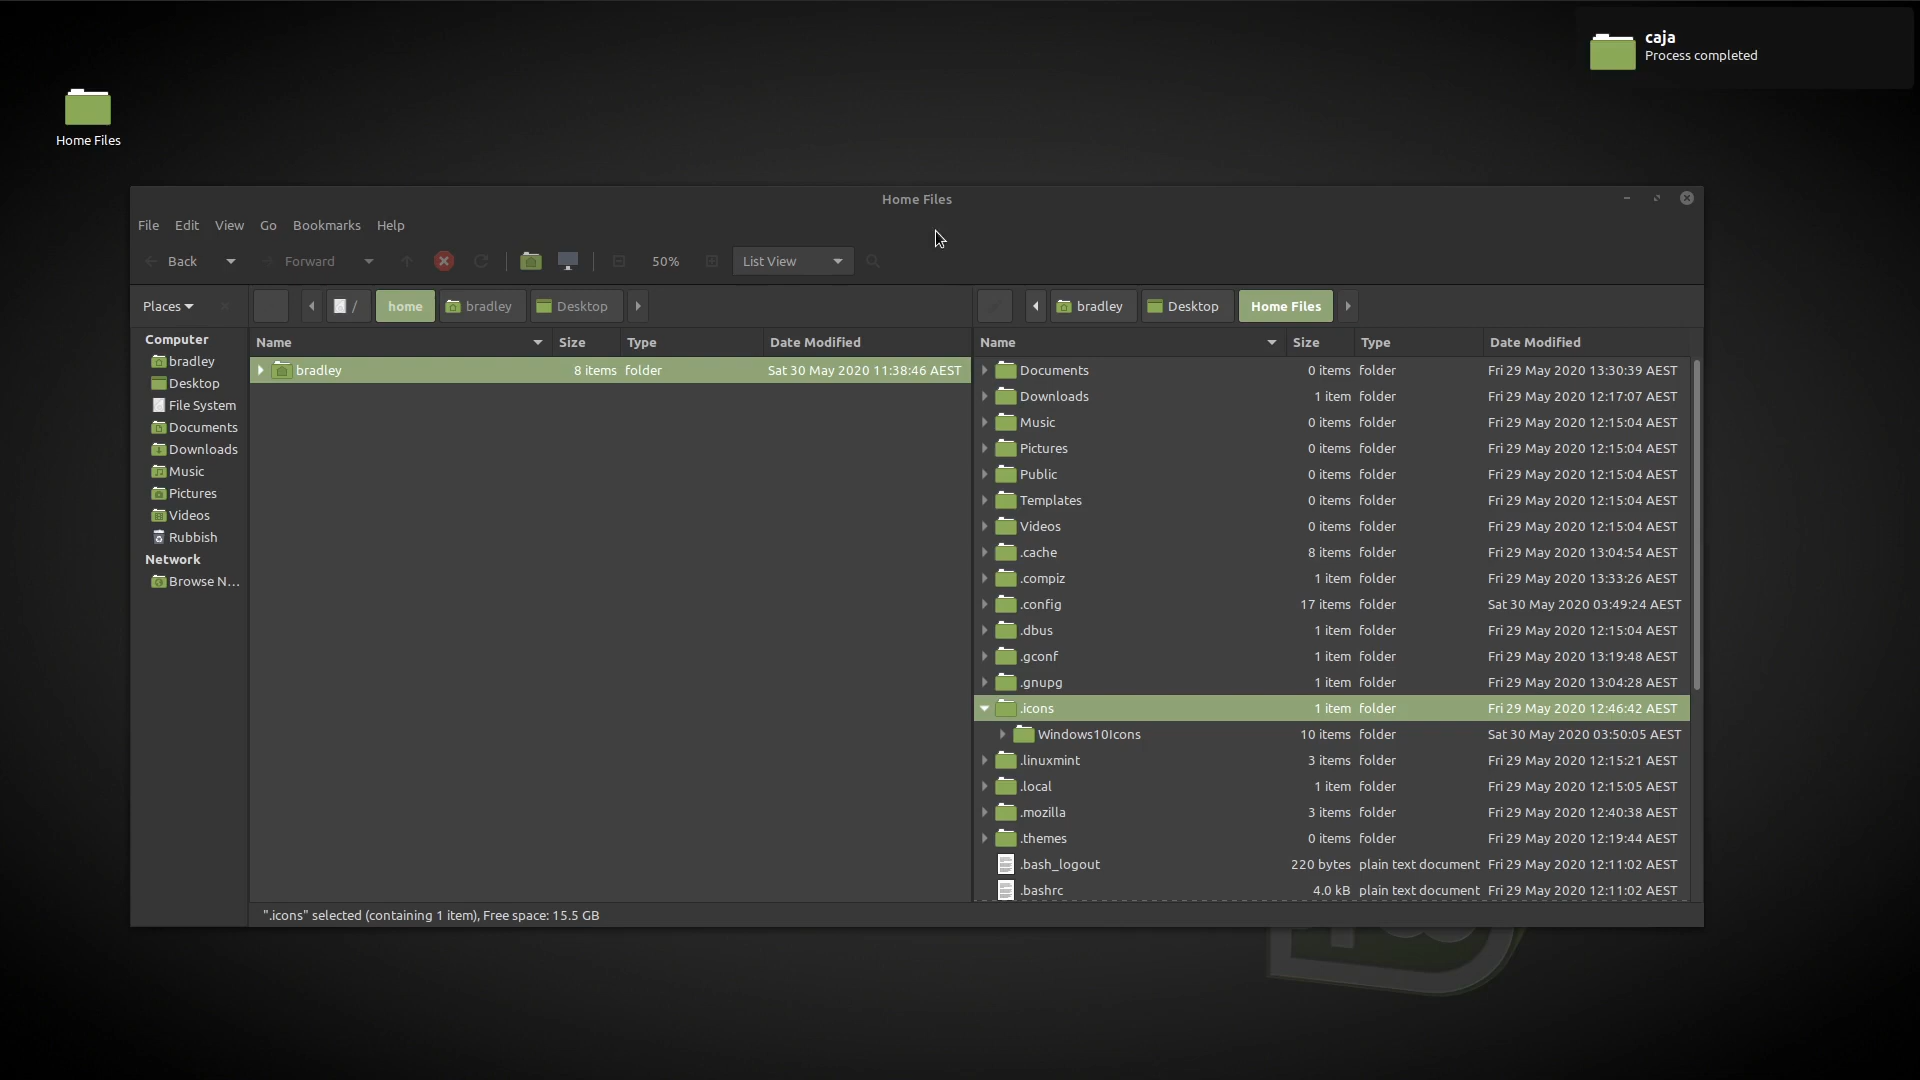 caja
Process completed
Home Files
Home Files
File Edit View Go Bookmarks Help
Back Forward 50% List View
Places / home bradley Desktop bradley Desktop Home Files
Computer
bradley
Desktop
File System
Documents
Downloads
Music
Pictures
Videos
Rubbish
Network
Browse N...
Name Size Type Date Modified
bradley 8 items folder Sat 30 May 2020 11:38:46 AEST
Name Size Type Date Modified
Documents 0 items folder Fri 29 May 2020 13:30:39 AEST
Downloads 1 item folder Fri 29 May 2020 12:17:07 AEST
Music 0 items folder Fri 29 May 2020 12:15:04 AEST
Pictures 0 items folder Fri 29 May 2020 12:15:04 AEST
Public 0 items folder Fri 29 May 2020 12:15:04 AEST
Templates 0 items folder Fri 29 May 2020 12:15:04 AEST
Videos 0 items folder Fri 29 May 2020 12:15:04 AEST
.cache 8 items folder Fri 29 May 2020 13:04:54 AEST
.compiz 1 item folder Fri 29 May 2020 13:33:26 AEST
.config 17 items folder Sat 30 May 2020 03:49:24 AEST
.dbus 1 item folder Fri 29 May 2020 12:15:04 AEST
.gconf 1 item folder Fri 29 May 2020 13:19:48 AEST
.gnupg 1 item folder Fri 29 May 2020 13:04:28 AEST
.icons 1 item folder Fri 29 May 2020 12:46:42 AEST
Windows10Icons 10 items folder Sat 30 May 2020 03:50:05 AEST
.linuxmint 3 items folder Fri 29 May 2020 12:15:21 AEST
.local 1 item folder Fri 29 May 2020 12:15:05 AEST
.mozilla 3 items folder Fri 29 May 2020 12:40:38 AEST
.themes 0 items folder Fri 29 May 2020 12:19:44 AEST
.bash_logout 220 bytes plain text document Fri 29 May 2020 12:11:02 AEST
.bashrc 4.0 kB plain text document Fri 29 May 2020 12:11:02 AEST
".icons" selected (containing 1 item), Free space: 15.5 GB